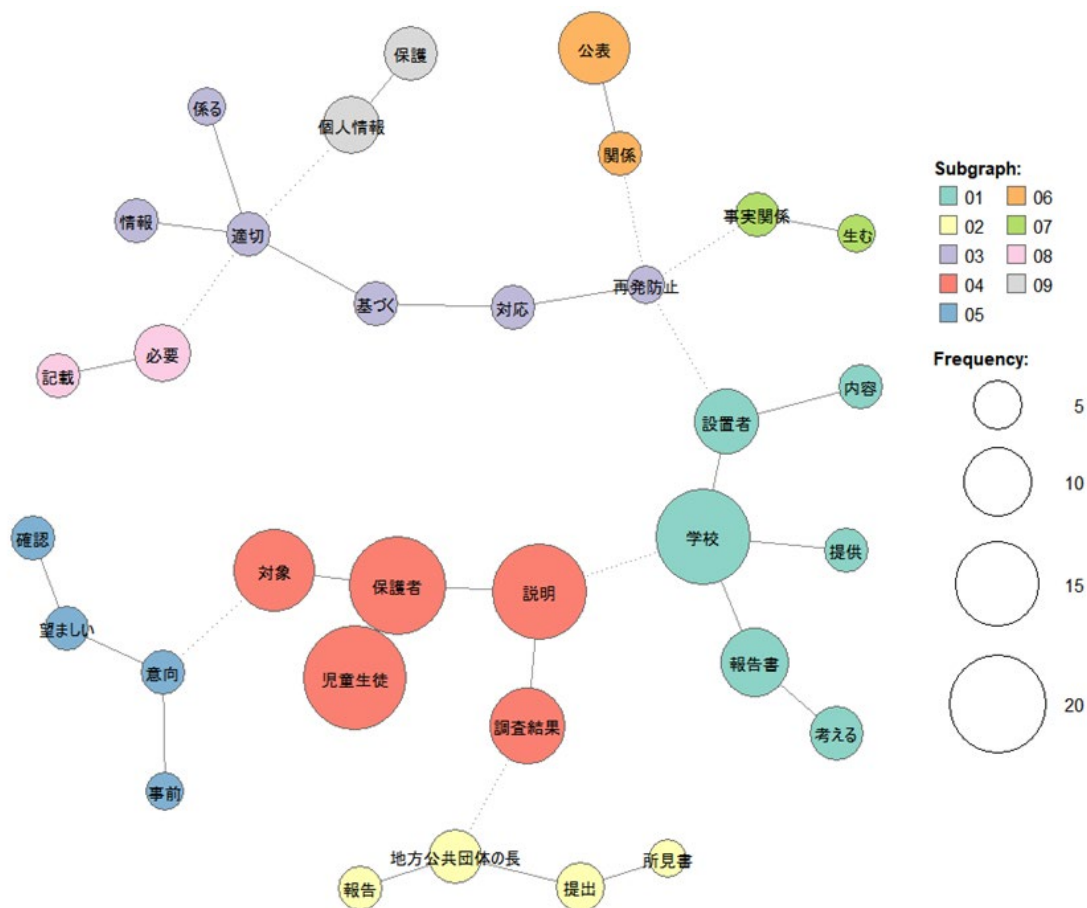 公表
保護
係る
個人情報
関係
情報
適切
事実関係
生む
再発防止
基づく
対応
必要
記載
内容
設置者
学校
提供
確認
対象
保護者
説明
望ましい
意向
児童生徒
報告書
調査結果
考える
事前
地方公共団体の長
所見書
報告
提出
Subgraph:
01 06
02 07
03 08
04 09
05
Frequency:
5
10
15
20